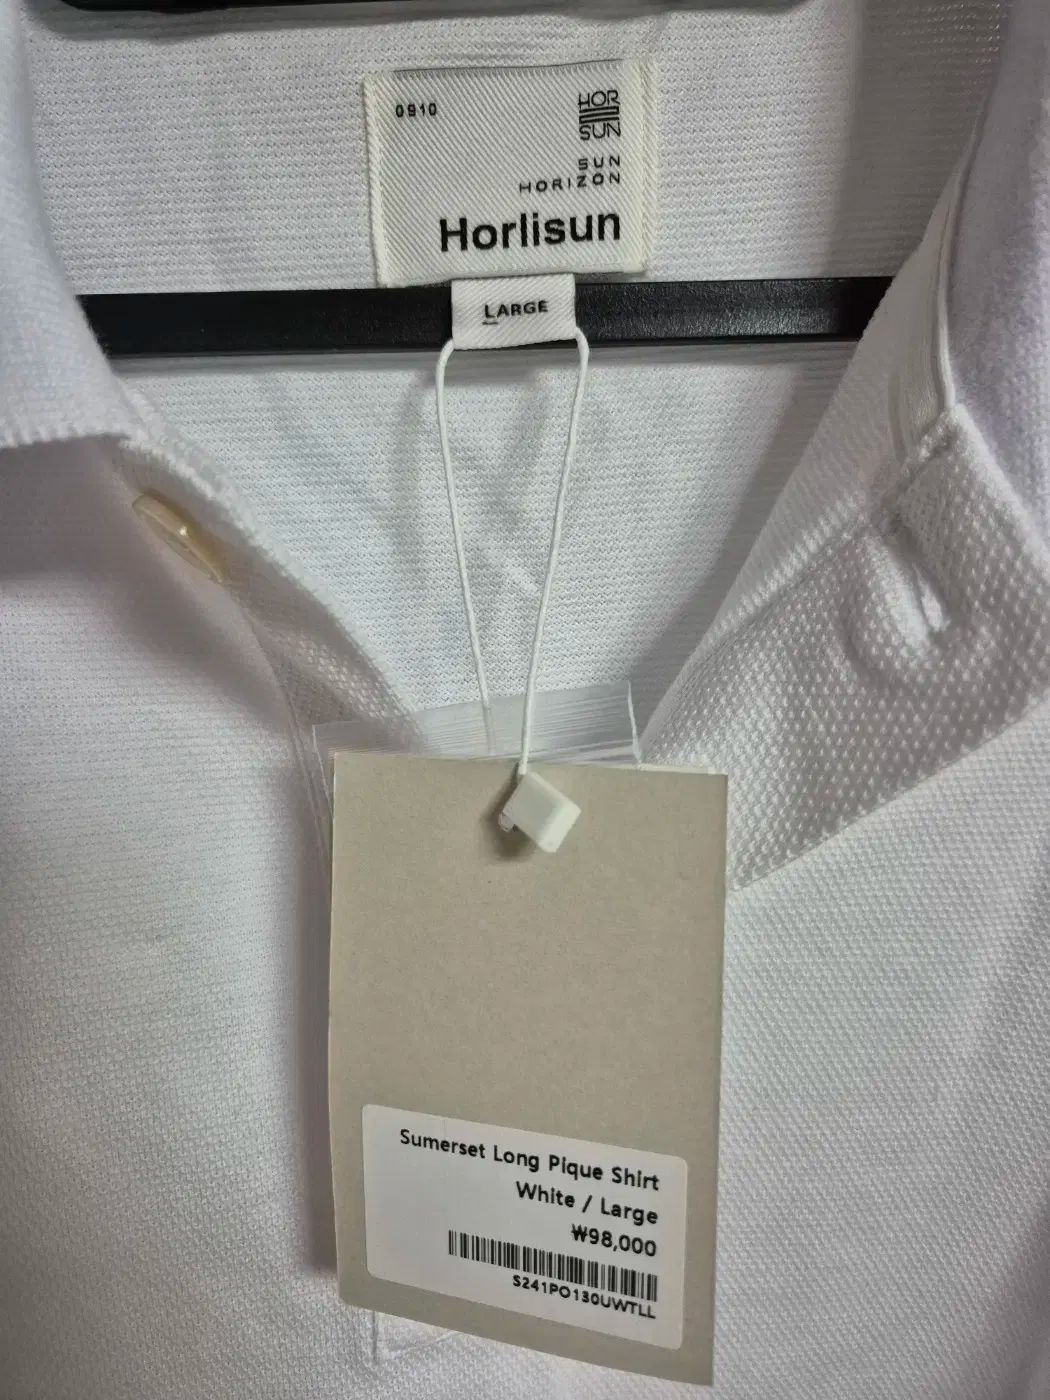 0910
HOR
SUN
SUN
HORIZON
Horlisun
LARGE
Sumerset Long Pique Shirt
White / Large
₩98,000
S241PO130UWTLL